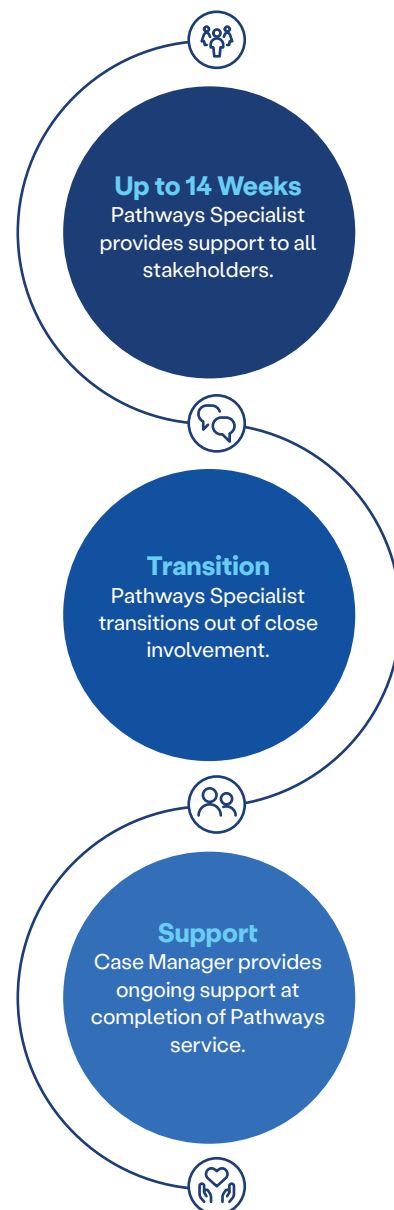 Up to 14 Weeks
Pathways Specialist
provides support to all
stakeholders.
Transition
Pathways Specialist
transitions out of close
involvement.
Support
Case Manager provides
ongoing support at
completion of Pathways
service.